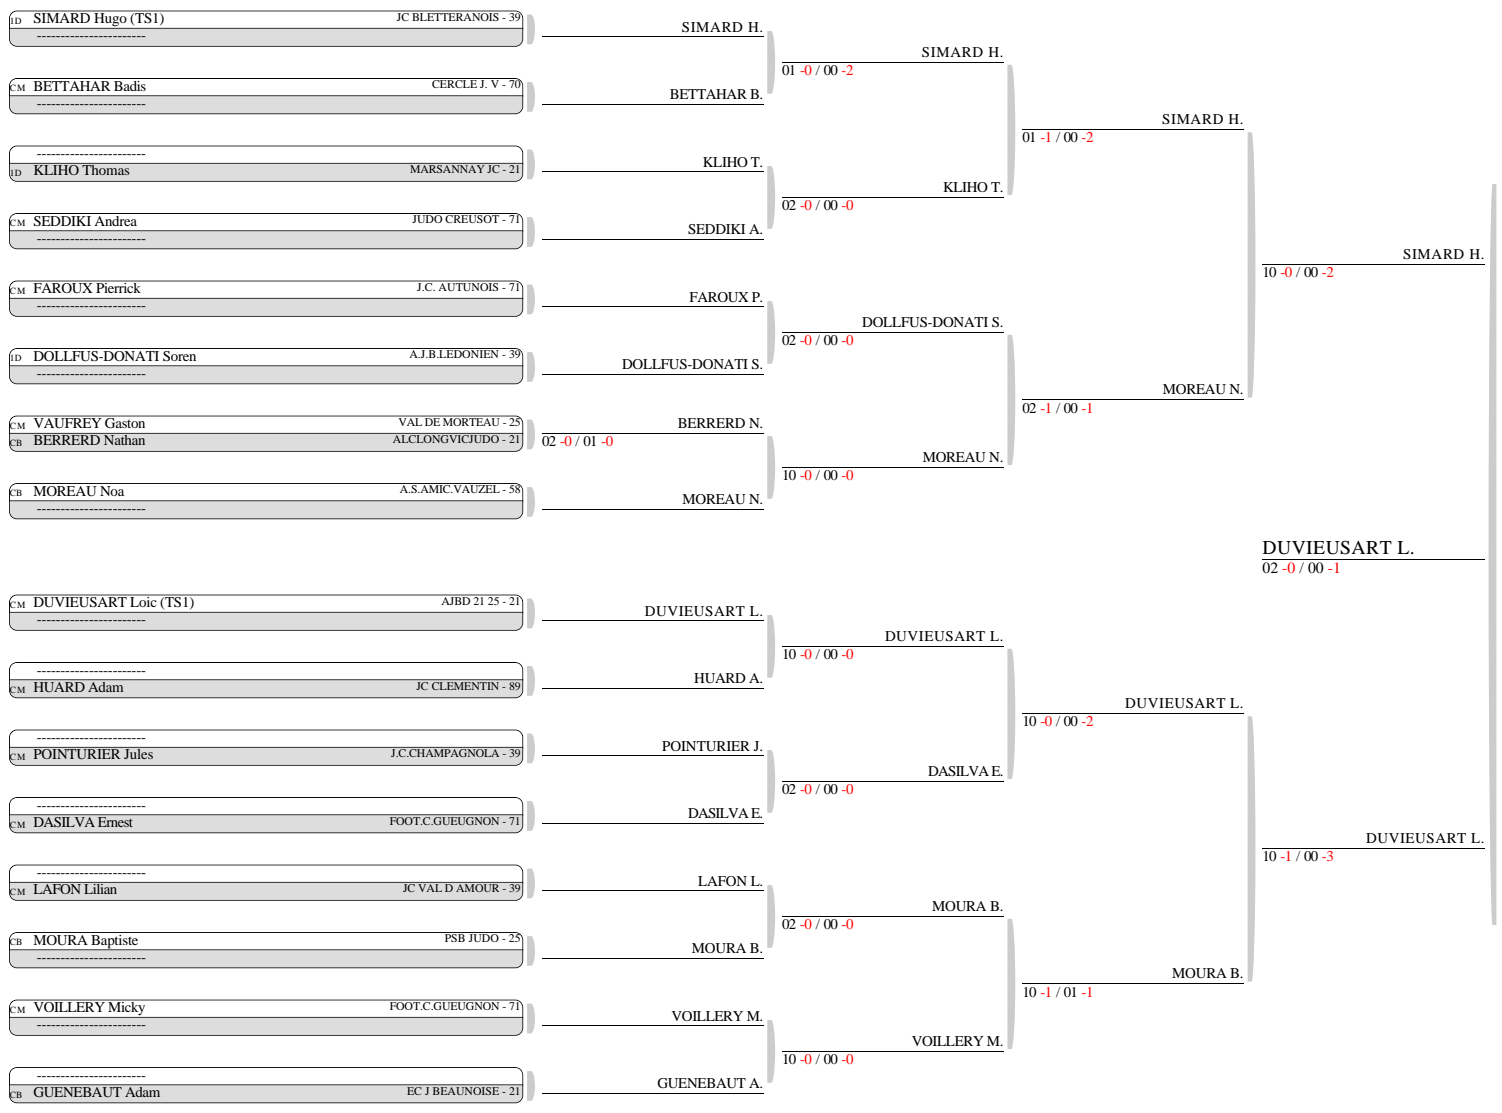 1D SIMARD Hugo (TS1) JC BLETTERANOIS - 39
-----------------------
CM BETTAHAR Badis CERCLE J. V - 70
-----------------------
-----------------------
1D KLIHO Thomas MARSANNAY JC - 21
CM SEDDIKI Andrea JUDO CREUSOT - 71
-----------------------
CM FAROUX Pierrick J.C. AUTUNOIS - 71
-----------------------
1D DOLLFUS-DONATI Soren A.J.B.LEDONIEN - 39
-----------------------
CM VAUFREY Gaston VAL DE MORTEAU - 25
CB BERRERD Nathan ALCLONGVICJUDO - 21
CB MOREAU Noa A.S.AMIC.VAUZEL - 58
-----------------------
CM DUVIEUSART Loic (TS1) AJBD 21 25 - 21
-----------------------
-----------------------
CM HUARD Adam JC CLEMENTIN - 89
-----------------------
CM POINTURIER Jules J.C.CHAMPAGNOLA - 39
-----------------------
CM DASILVA Ernest FOOT.C.GUEUGNON - 71
-----------------------
CM LAFON Lilian JC VAL D AMOUR - 39
CB MOURA Baptiste PSB JUDO - 25
-----------------------
CM VOILLERY Micky FOOT.C.GUEUGNON - 71
-----------------------
-----------------------
CB GUENEBAUT Adam EC J BEAUNOISE - 21
SIMARD H.
BETTAHAR B.
KLIHO T.
SEDDIKI A.
FAROUX P.
DOLLFUS-DONATI S.
BERRERD N.
02 -0 / 01 -0
MOREAU N.
DUVIEUSART L.
HUARD A.
POINTURIER J.
DASILVA E.
LAFON L.
MOURA B.
VOILLERY M.
GUENEBAUT A.
SIMARD H.
01 -0 / 00 -2
KLIHO T.
02 -0 / 00 -0
DOLLFUS-DONATI S.
02 -0 / 00 -0
MOREAU N.
10 -0 / 00 -0
DUVIEUSART L.
10 -0 / 00 -0
DASILVA E.
02 -0 / 00 -0
MOURA B.
02 -0 / 00 -0
VOILLERY M.
10 -0 / 00 -0
SIMARD H.
01 -1 / 00 -2
MOREAU N.
02 -1 / 00 -1
DUVIEUSART L.
10 -0 / 00 -2
MOURA B.
10 -1 / 01 -1
SIMARD H.
10 -0 / 00 -2
DUVIEUSART L.
02 -0 / 00 -1
DUVIEUSART L.
10 -1 / 00 -3